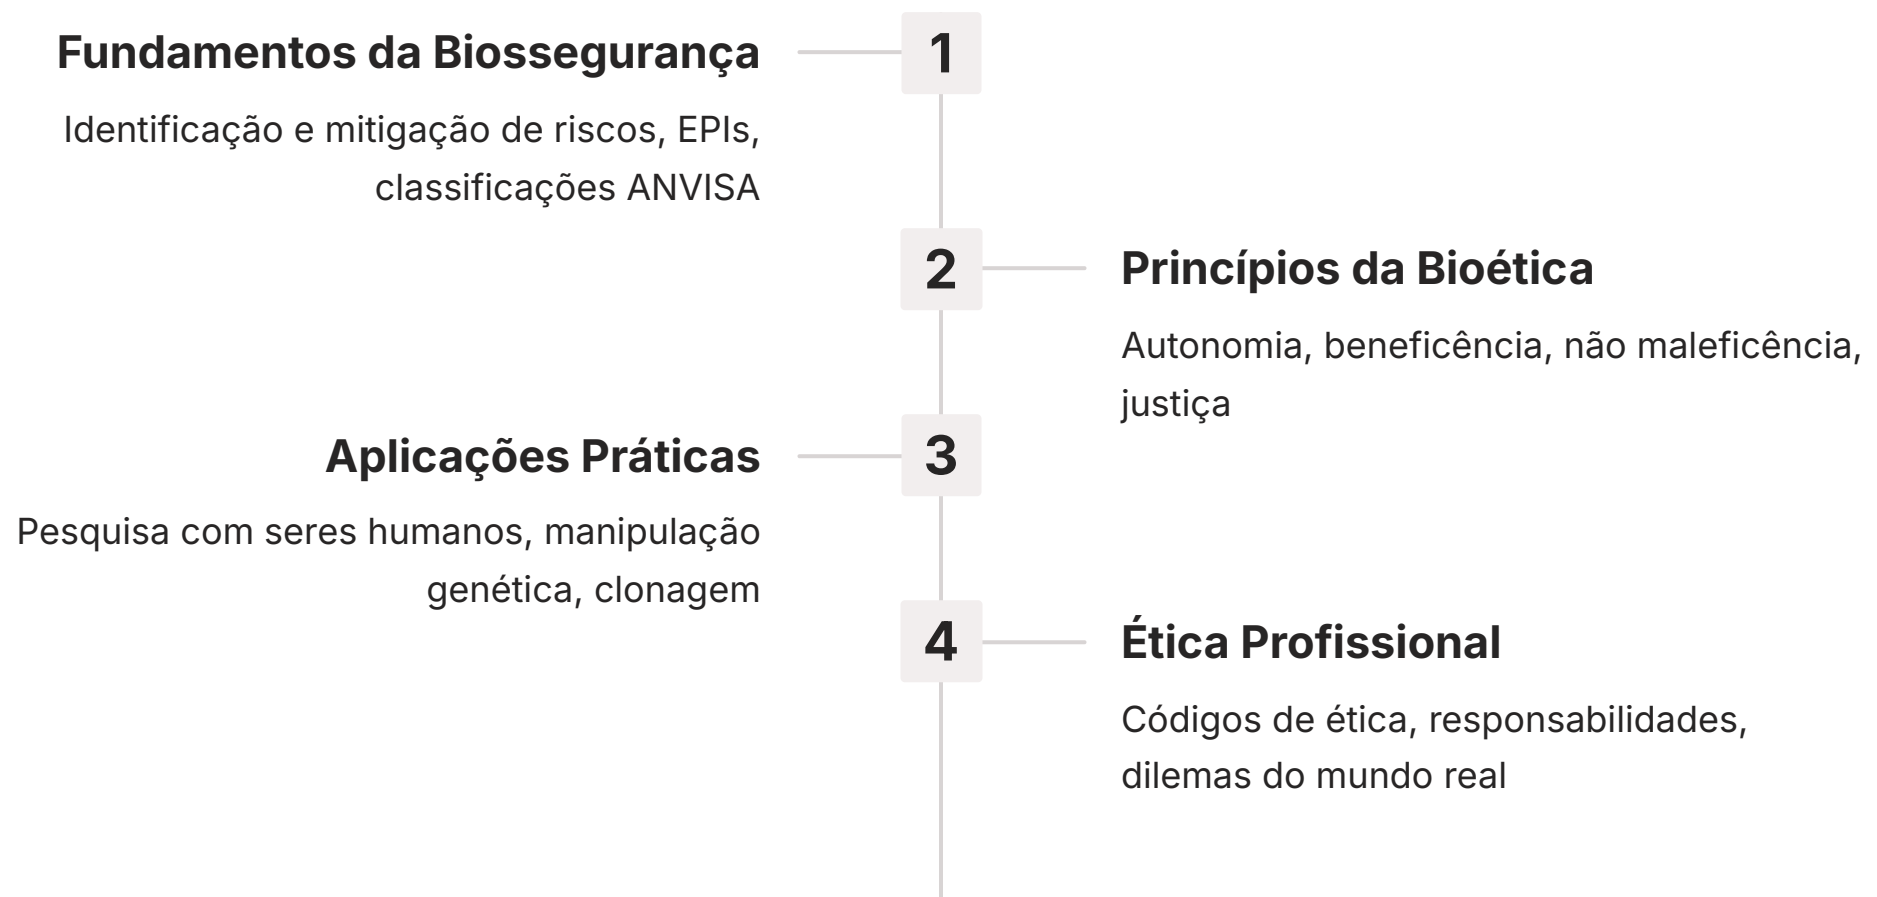 1
Fundamentos da Biossegurança
Identificação e mitigação de riscos, EPIs,
classificações ANVISA
2
Princípios da Bioética
Autonomia, beneficência, não maleficência,
justiça
3
Aplicações Práticas
Pesquisa com seres humanos, manipulação
genética, clonagem
4
Ética Profissional
Códigos de ética, responsabilidades,
dilemas do mundo real